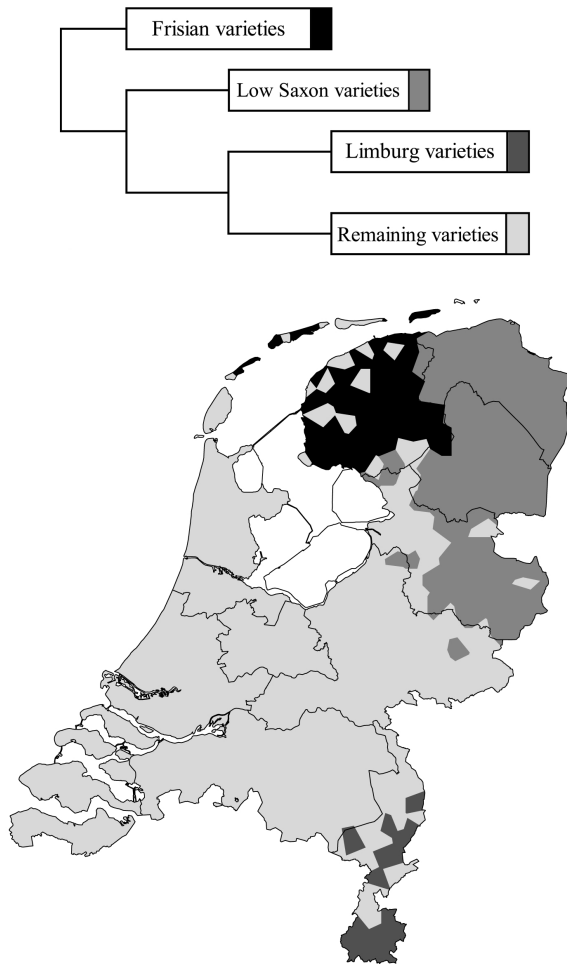 Frisian varieties
Low Saxon varieties
Limburg varieties
Remaining varieties